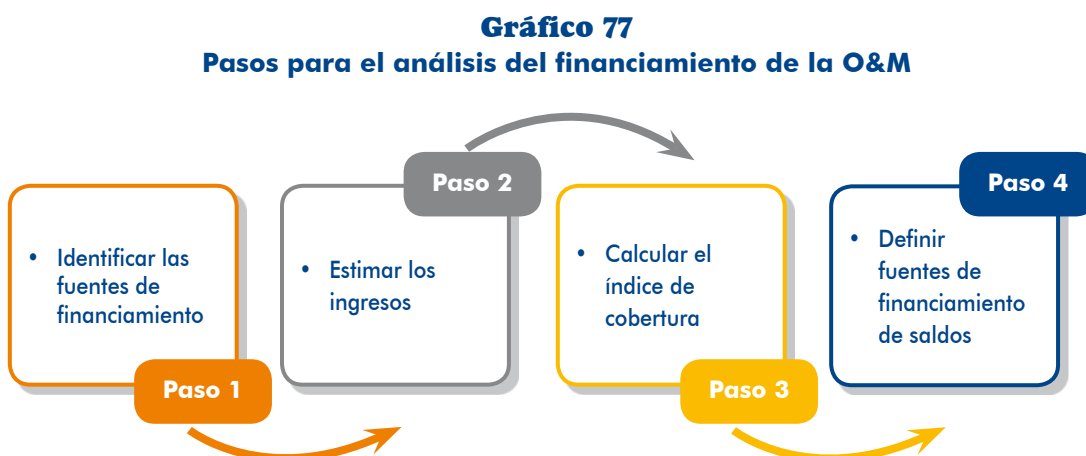 Gráfico 77
Pasos para el análisis del financiamiento de la O&M
Paso 1
• Identificar las
fuentes de
financiamiento
Paso 2
• Estimar los
ingresos
Paso 3
• Calcular el
índice de
cobertura
Paso 4
• Definir
fuentes de
financiamiento
de saldos